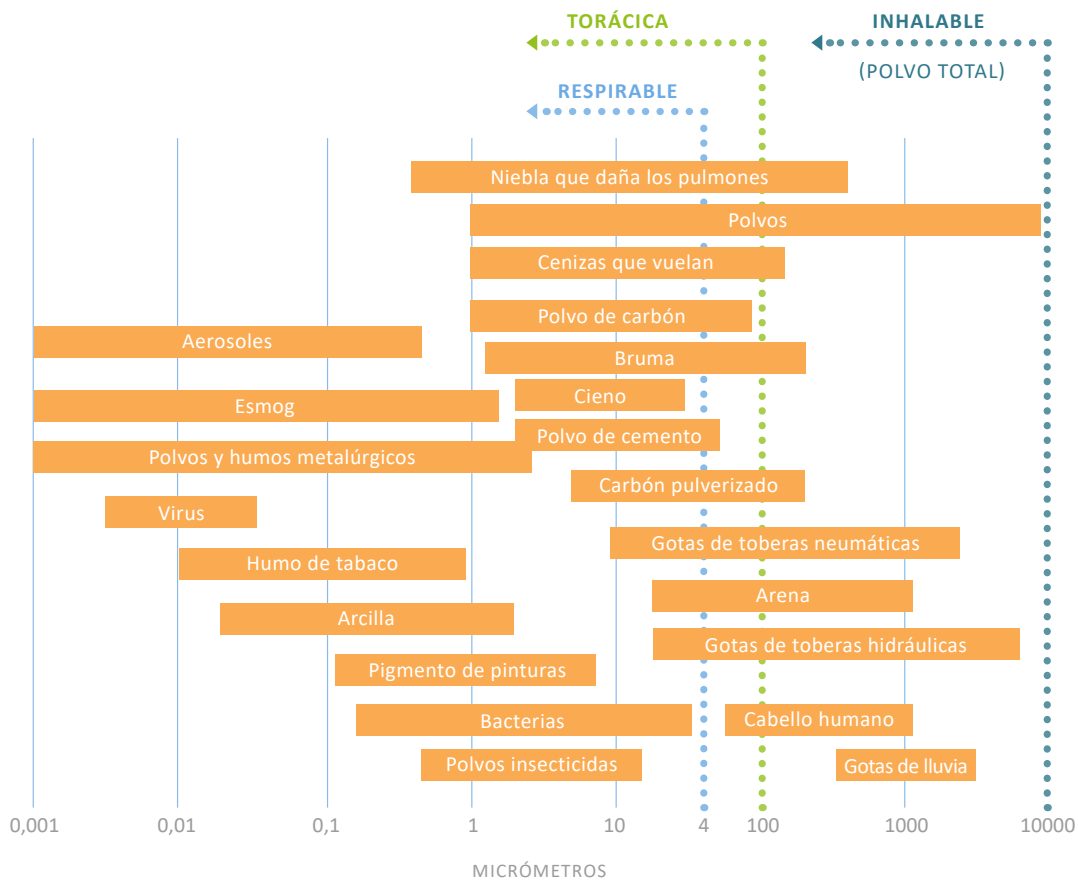 TORÁCICA
INHALABLE
(POLVO TOTAL)
RESPIRABLE
Niebla que daña los pulmones
Polvos
Cenizas que vuelan
Polvo de carbón
Aerosoles
Bruma
Cieno
Esmog
Polvo de cemento
Polvos y humos metalúrgicos
Carbón pulverizado
Virus
Gotas de toberas neumáticas
Humo de tabaco
Arena
Arcilla
Gotas de toberas hidráulicas
Pigmento de pinturas
Bacterias
Cabello humano
Polvos insecticidas
Gotas de lluvia
0,001 0,01 0,1 1 10 4 100 1000 10000
MICRÓMETROS